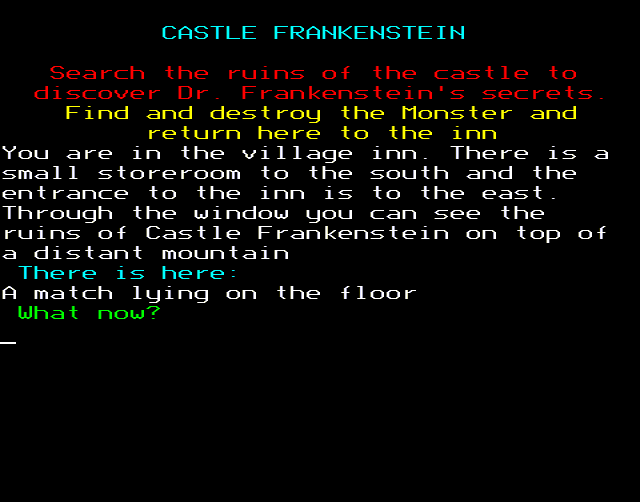 CASTLE FRANKENSTEIN
Search the ruins of the castle to
discover Dr. Frankenstein's secrets.
Find and destroy the Monster and
return here to the inn
You are in the village inn. There is a
small storeroom to the south and the
entrance to the inn is to the east.
Through the window you can see the
ruins of Castle Frankenstein on top of
a distant mountain
There is here:
A match lying on the floor
What now?